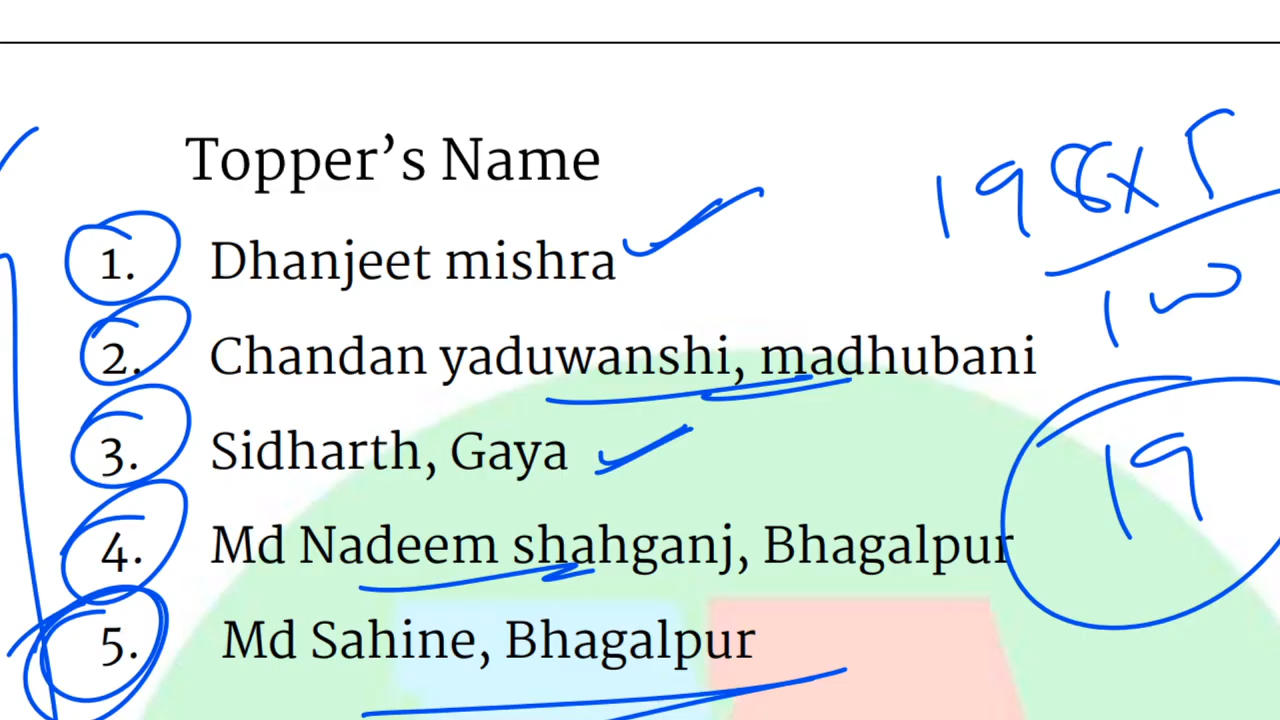 Topper’s Name
1. Dhanjeet mishra
2. Chandan yaduwanshi, madhubani
3. Sidharth, Gaya
4. Md Nadeem shahganj, Bhagalpur
5. Md Sahine, Bhagalpur
198x
19